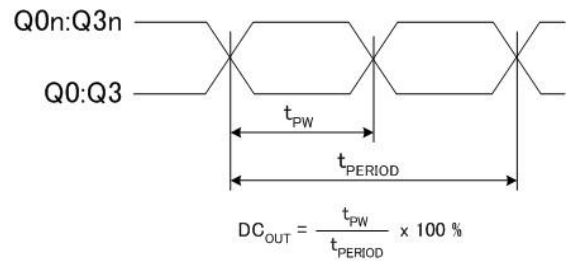 Q0n:Q3n
Q0:Q3
tPW
tPERIOD
DCOUT = tPW / tPERIOD x 100 %